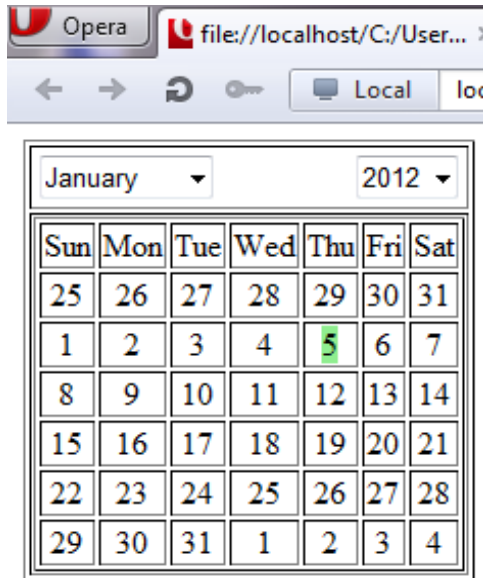 Opera
file://localhost/C:/User...
Local
January 2012
Sun Mon Tue Wed Thu Fri Sat
25 26 27 28 29 30 31
1 2 3 4 5 6 7
8 9 10 11 12 13 14
15 16 17 18 19 20 21
22 23 24 25 26 27 28
29 30 31 1 2 3 4